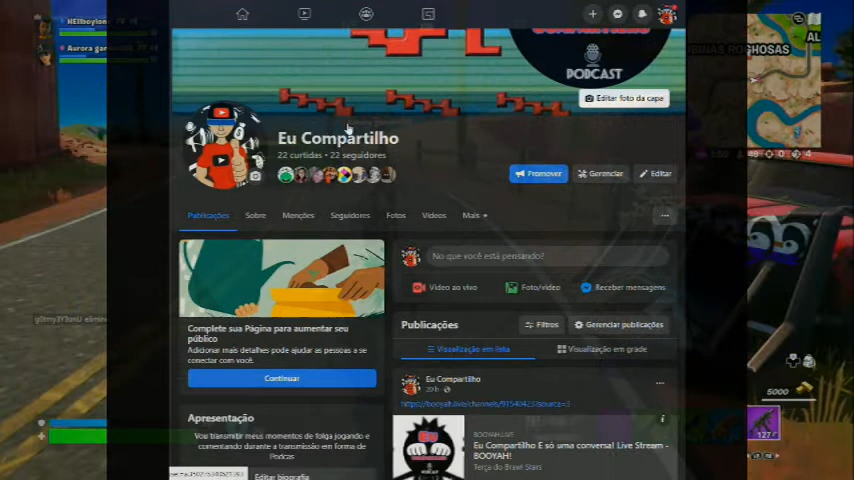 HEllboylon
Aurora gam
PODCAST
Editar foto da capa
Eu Compartilho
22 curtidas • 22 seguidores
Promover
Gerenciar
Editar
Publicações
Sobre
Menções
Seguidores
Fotos
Vídeos
Mais
No que você está pensando?
Vídeo ao vivo
Foto/vídeo
Receber mensagens
Complete sua Página para aumentar seu
público
Adicionar mais detalhes pode ajudar as pessoas a se
conectar com você.
Continuar
Publicações
Filtros
Gerenciar publicações
Visualização em lista
Visualização em grade
Eu Compartilho
20 h
Apresentação
Vou transmitir meus momentos de folga jogando e
comentando durante a transmissão em forma de
Podcas
Editar biografia
BOOYAH.LIVE
Eu Compartilho E só uma conversa! Live Stream -
BOOYAH!
Terça do Brawl Stars
5000
127